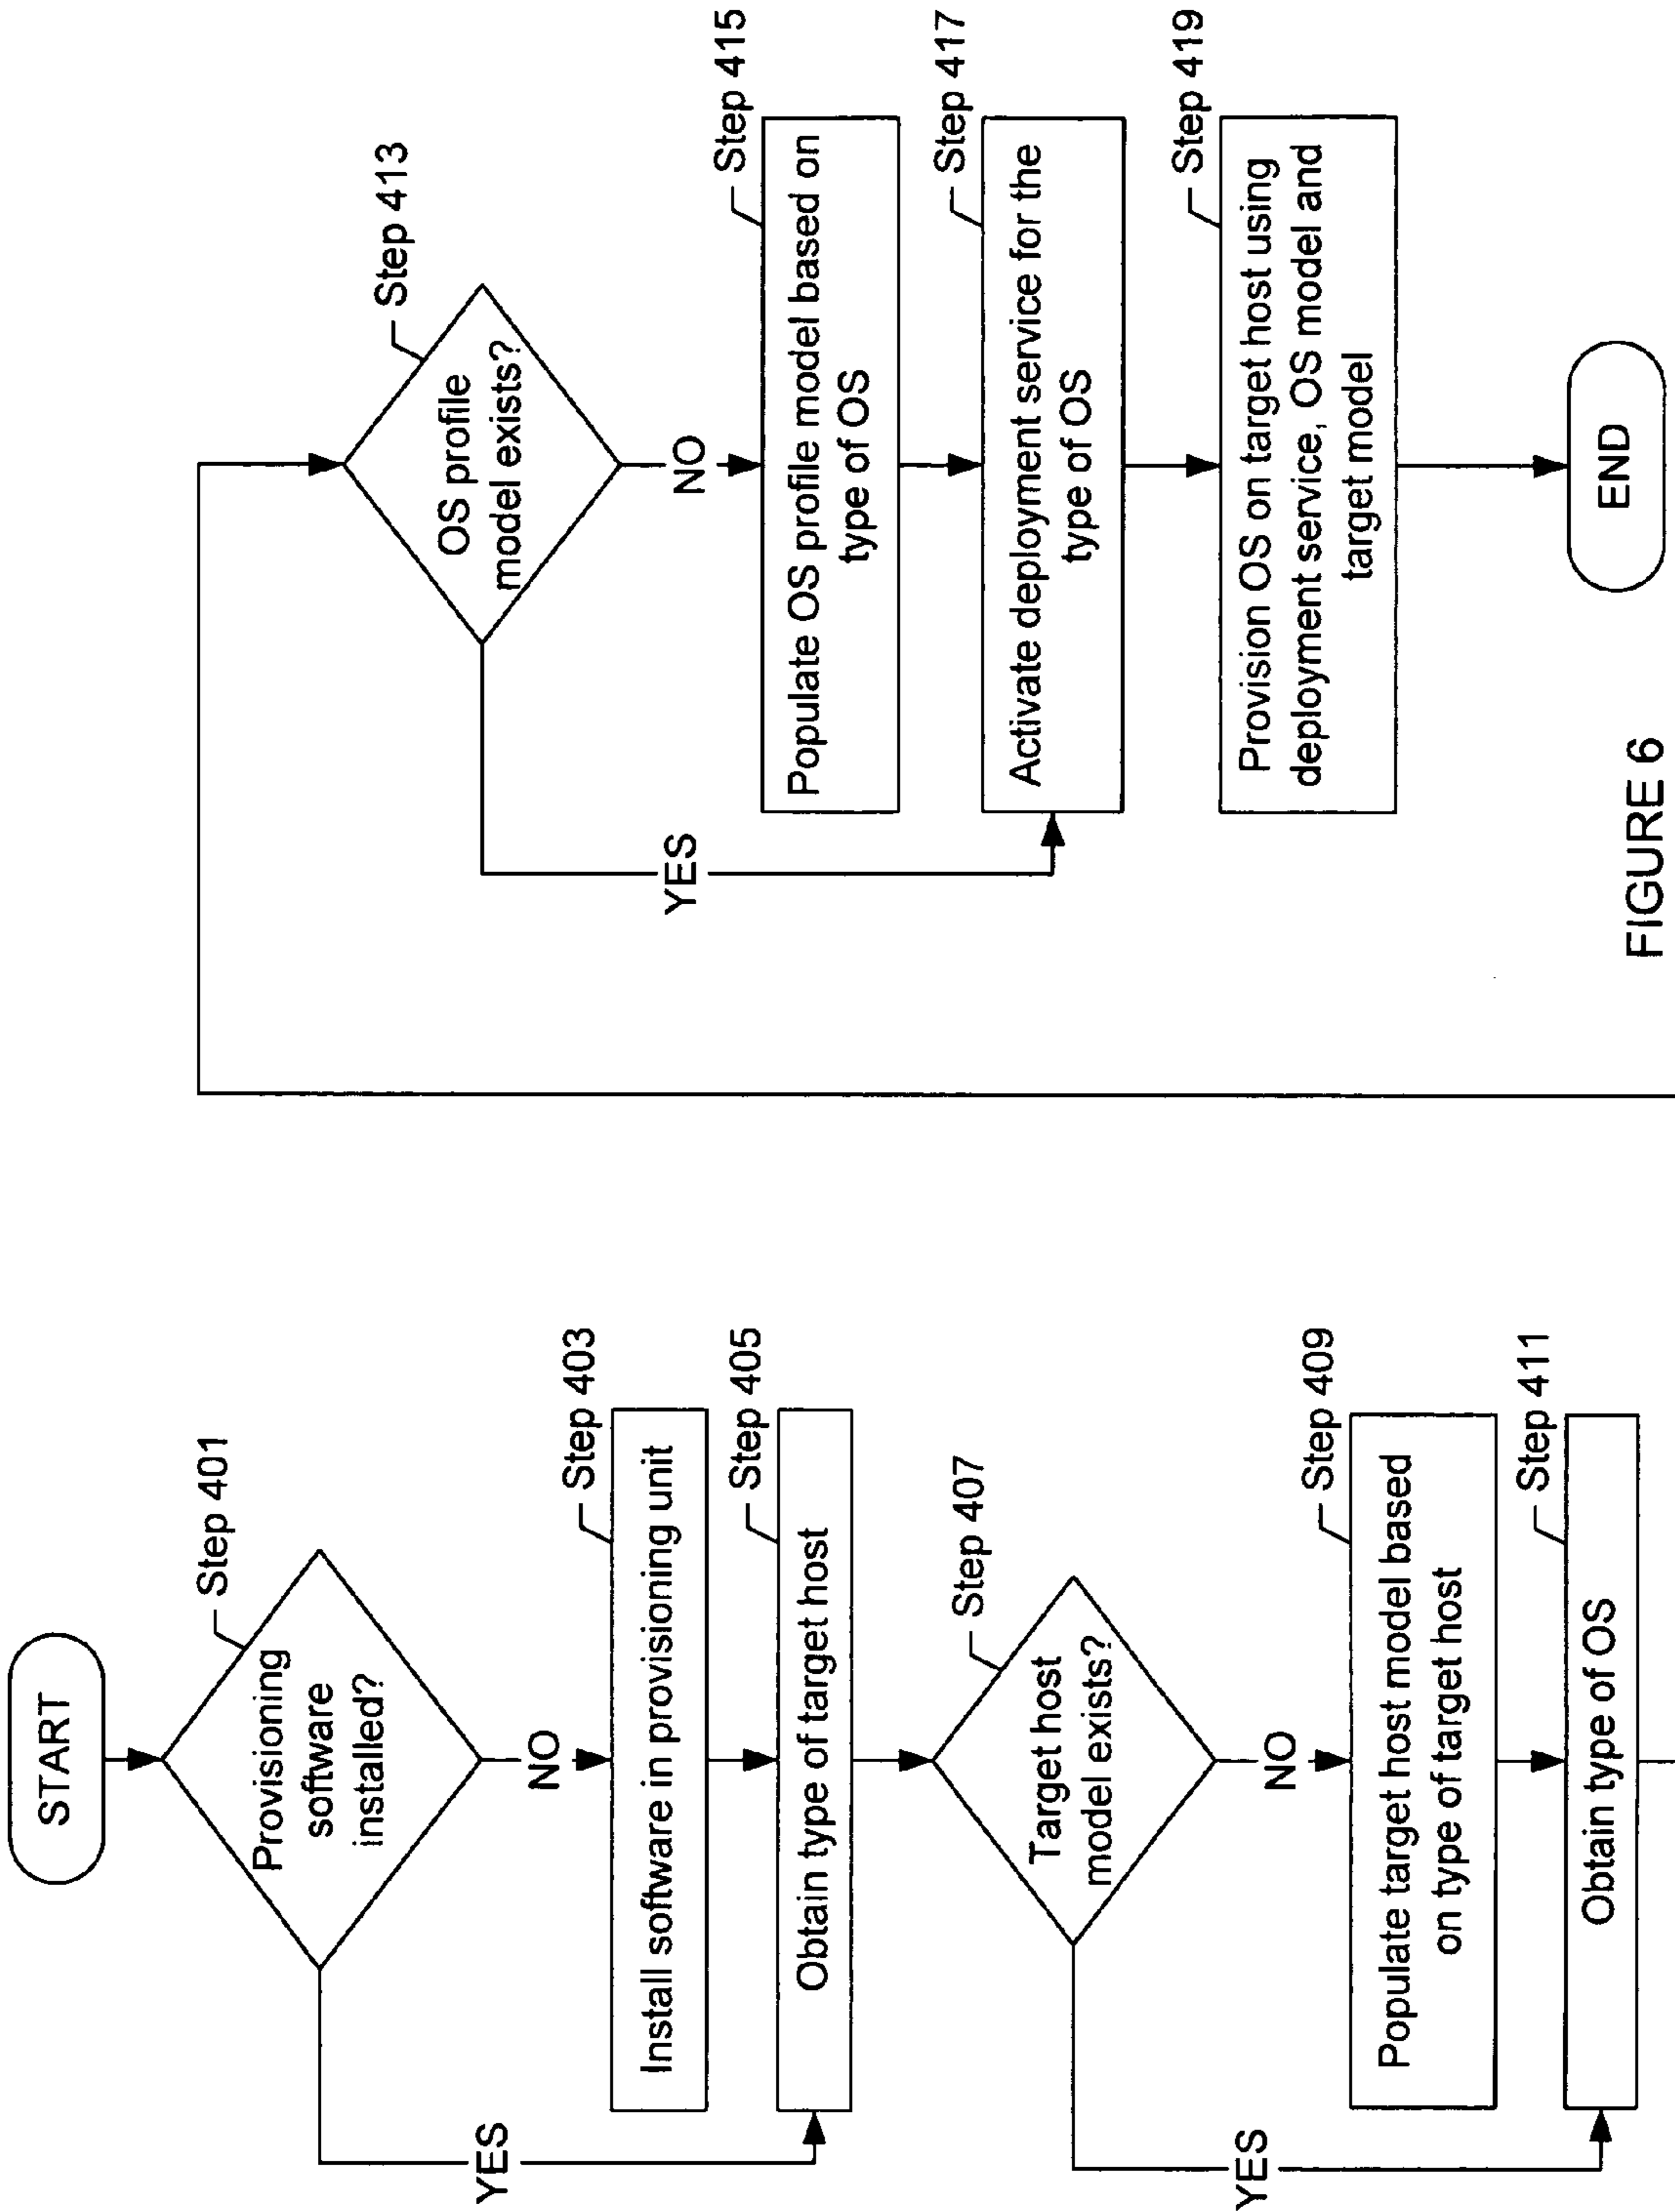 START
Provisioning
software
installed?
Step 401
NO
YES
Install software in provisioning unit
Step 403
Obtain type of target host
Step 405
Target host
model exists?
Step 407
NO
YES
Populate target host model based
on type of target host
Step 409
Obtain type of OS
Step 411
OS profile
model exists?
Step 413
NO
YES
Populate OS profile model based on
type of OS
Step 415
Activate deployment service for the
type of OS
Step 417
Provision OS on target host using
deployment service, OS model and
target model
Step 419
END
FIGURE 6